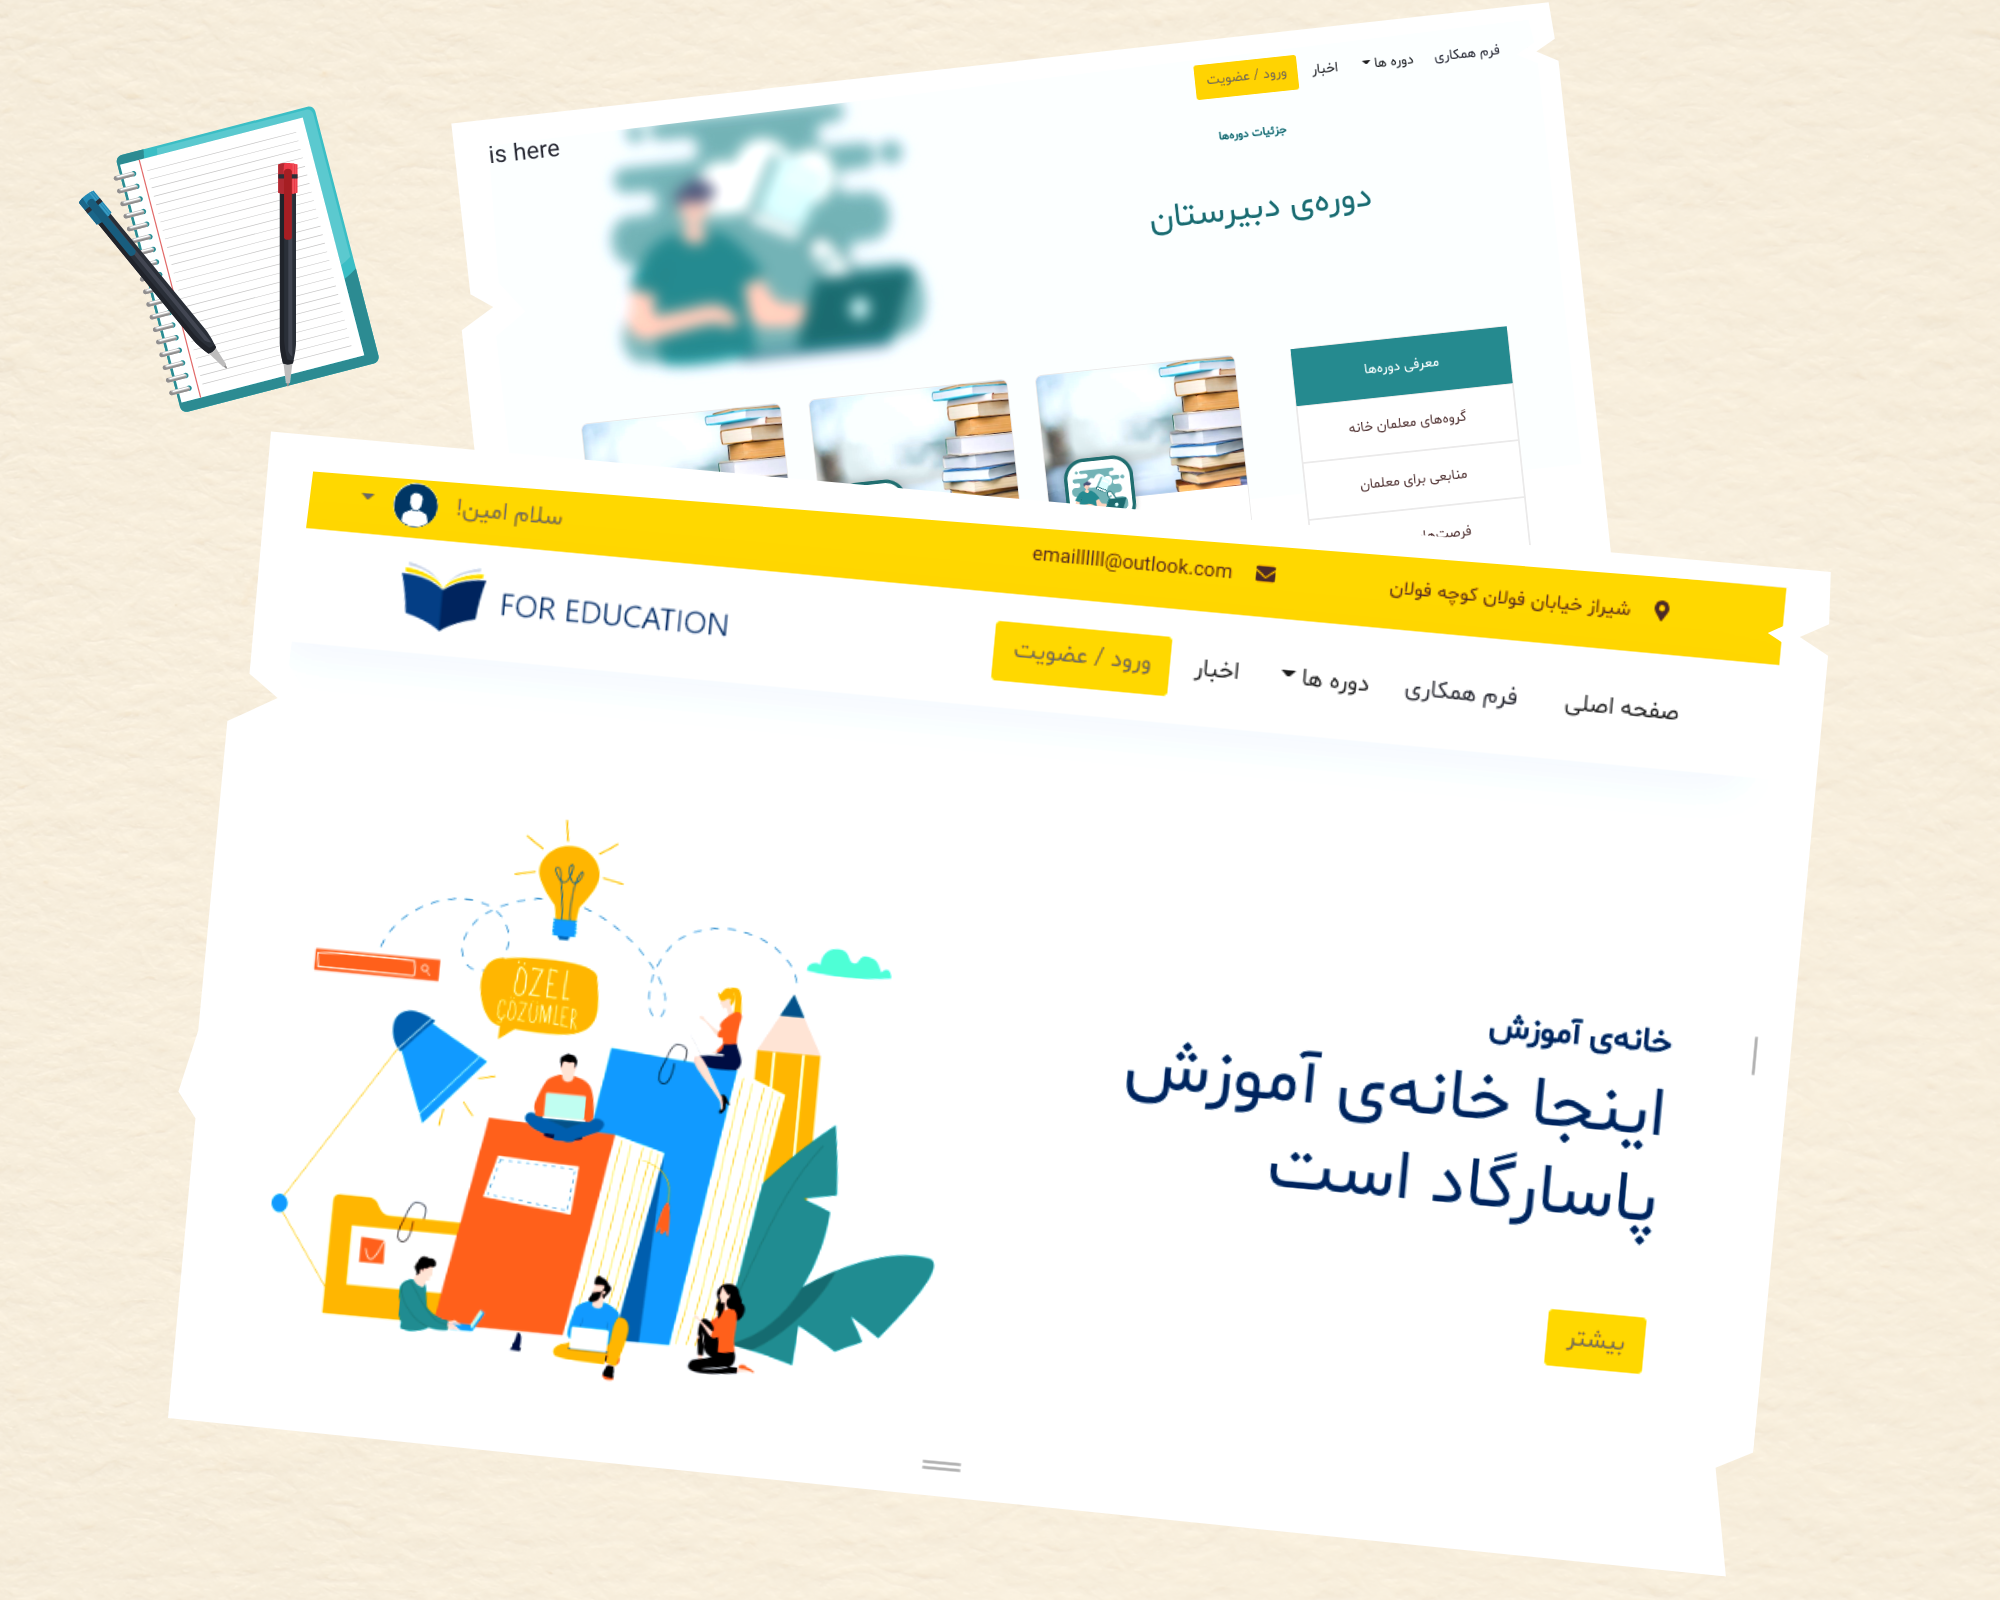 فرم همکاری
دوره ها
اخبار
ورود / عضویت
is here
جزئیات دوره‌ها
دوره‌ی دبیرستان
معرفی دوره‌ها
گروه‌های معلمان خانه
منابعی برای معلمان
شیراز خیابان فولان کوچه فولان
emailllllll@outlook.com
سلام امین!
FOR EDUCATION
صفحه اصلی
فرم همکاری
دوره ها
اخبار
ورود / عضویت
ÖZEL
ÇÖZÜMLER
خانه‌ی آموزش
اینجا خانه‌ی آموزش
پاسارگاد است
بیشتر